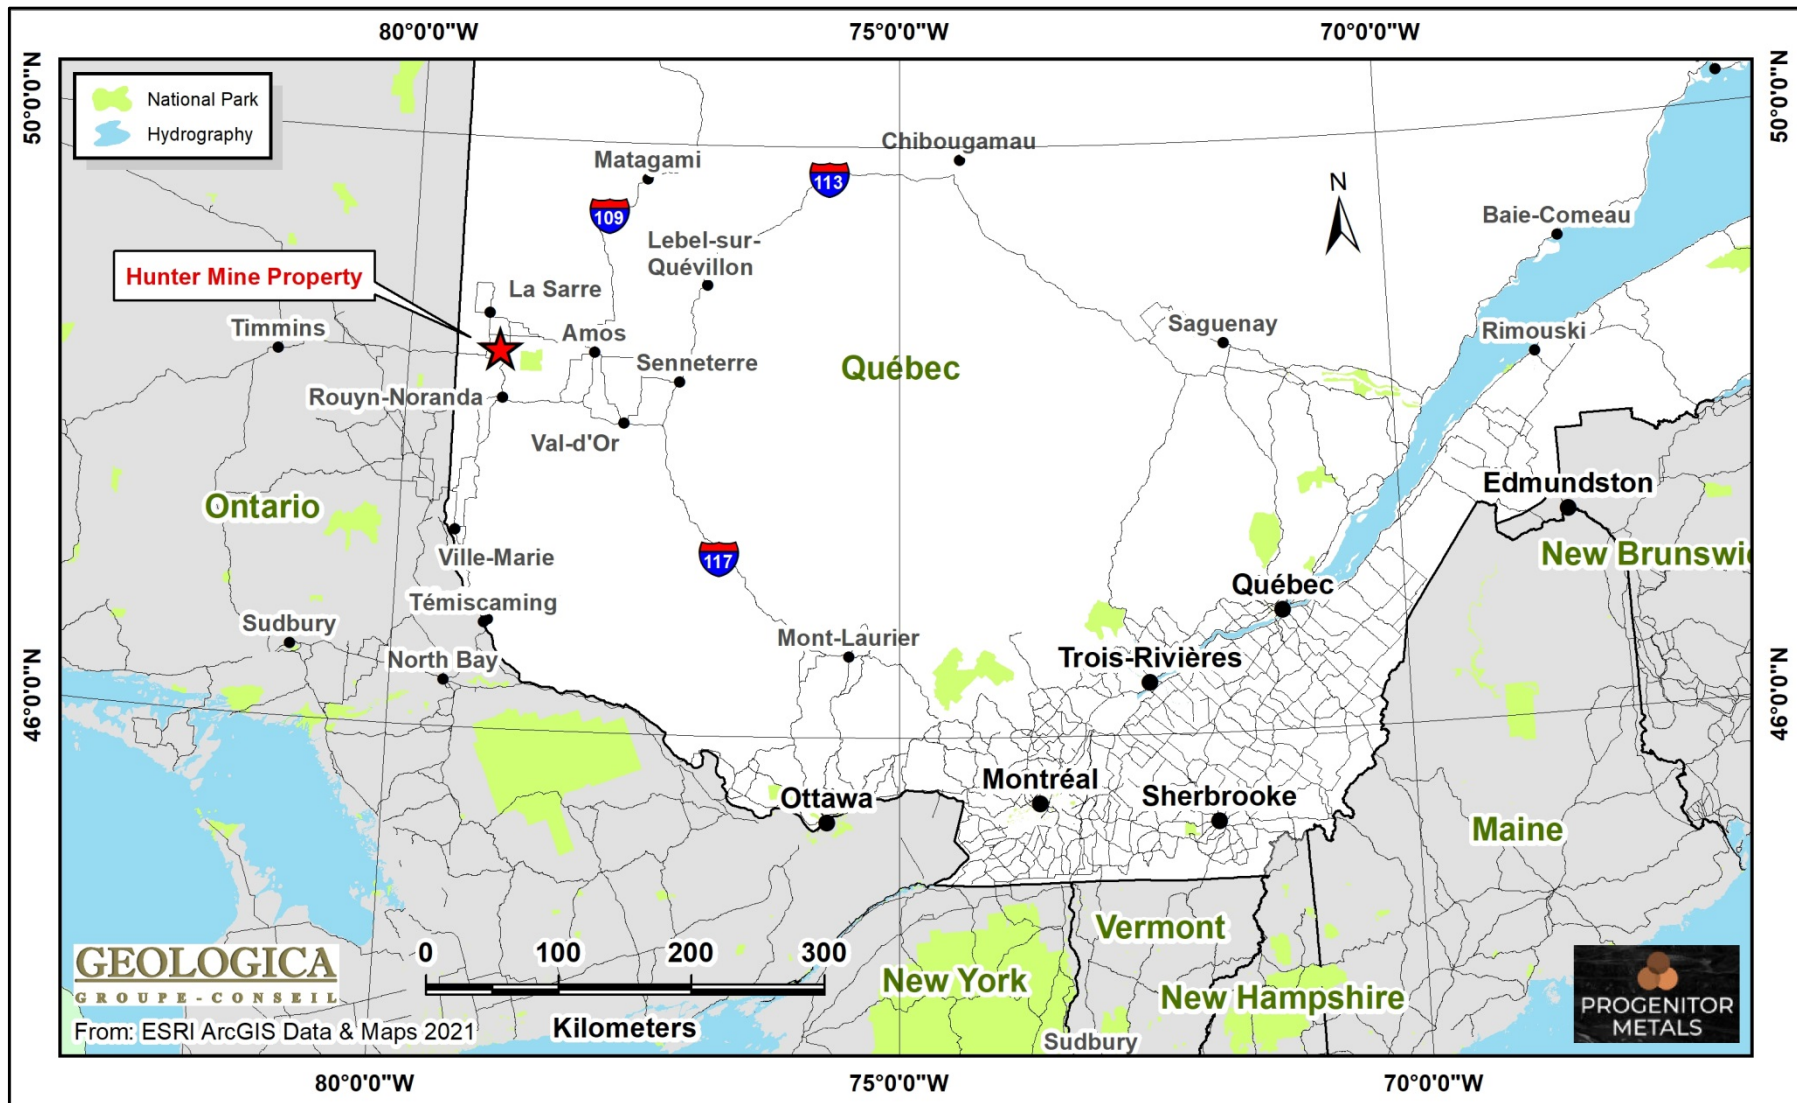 80°0'0"W
75°0'0"W
70°0'0"W
50°0'0"N
50°0'0"N
National Park
Hydrography
Chibougamau
Matagami
113
109
N
Baie-Comeau
Lebel-sur-
Quévillon
Hunter Mine Property
La Sarre
Timmins
Amos
Saguenay
Rimouski
Senneterre
Québec
Rouyn-Noranda
Val-d'Or
Edmundston
Ontario
117
Ville-Marie
New Brunswi
Québec
Témiscaming
Sudbury
Mont-Laurier
North Bay
Trois-Rivières
46°0'0"N
46°0'0"N
Montréal
Ottawa
Sherbrooke
Maine
Vermont
GEOLOGICA
GROUPE-CONSEIL
0 100 200 300
New York
New Hampshire
PROGENITOR
METALS
From: ESRI ArcGIS Data & Maps 2021
Kilometers
Sudbury
80°0'0"W
75°0'0"W
70°0'0"W